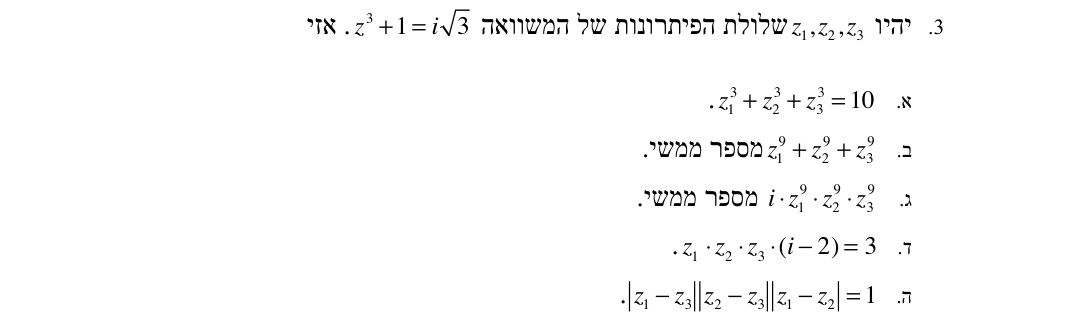 3. יהיו z₁,z₂,z₃ שלולת הפיתרונות של המשוואה z³+1=i√3. אזי
א. z₁³+z₂³+z₃³=10.
ב. z₁⁹+z₂⁹+z₃⁹ מספר ממשי.
ג. i·z₁⁹·z₂⁹·z₃⁹ מספר ממשי.
ד. z₁·z₂·z₃·(i−2)=3.
ה. |z₁−z₃||z₂−z₃||z₁−z₂|=1.